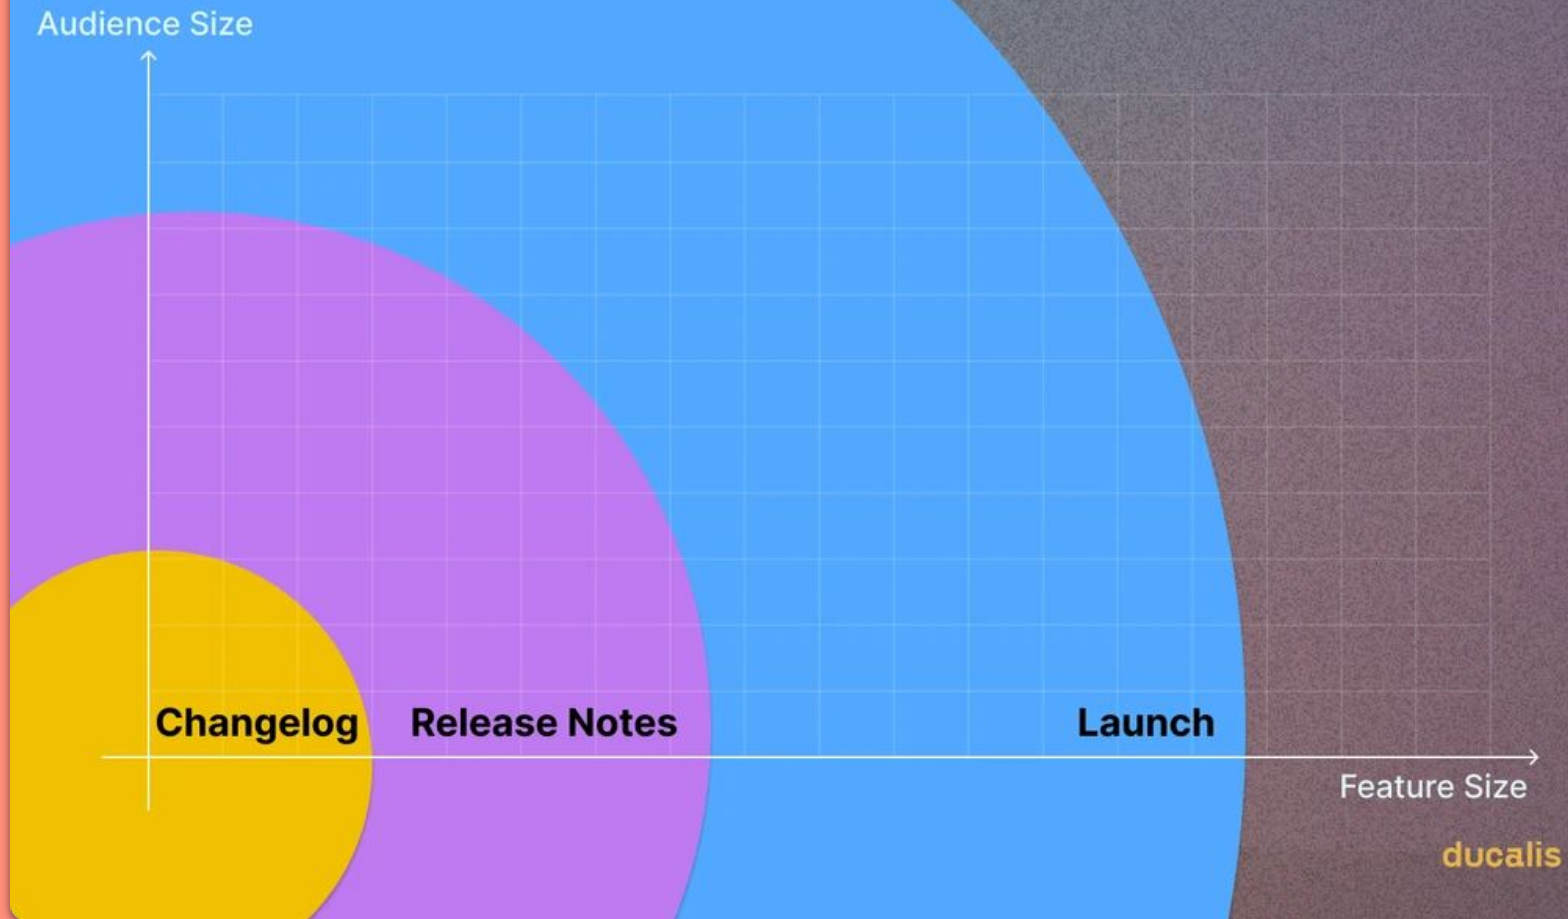 Audience Size
Changelog
Release Notes
Launch
Feature Size
ducalis